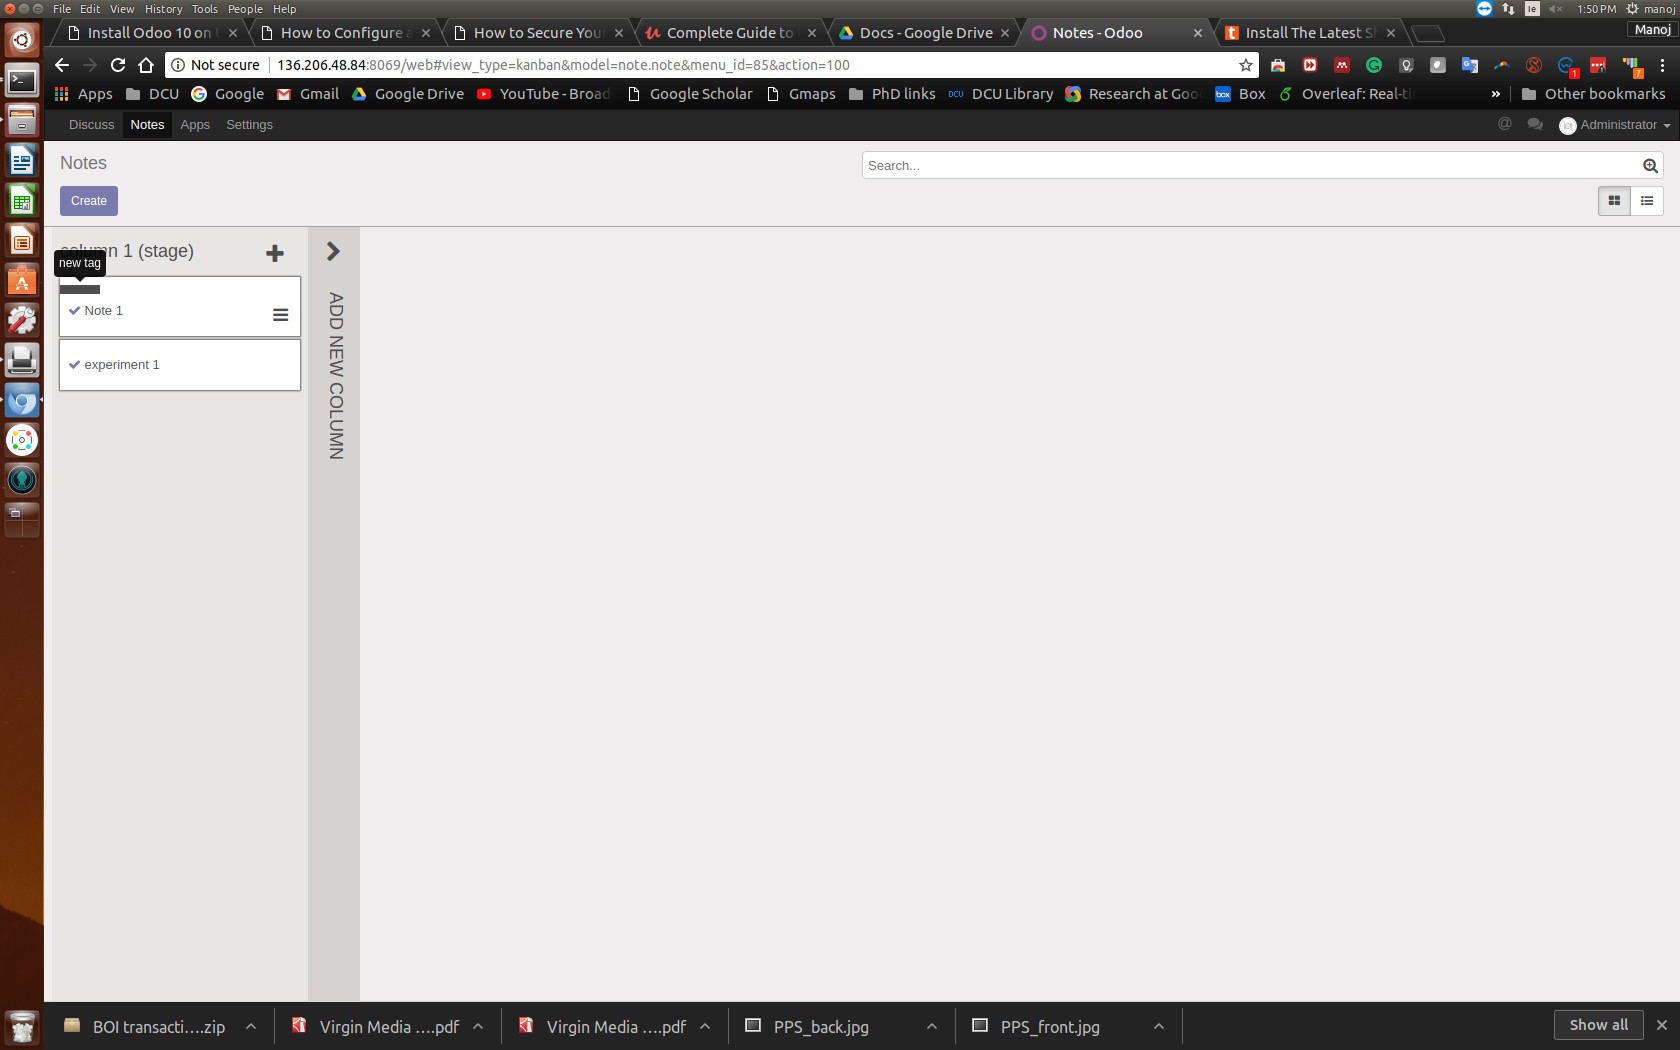 File Edit View History Tools People Help
1:50 PM manoj
Install Odoo 10 on
How to Configure a
How to Secure You
Complete Guide to
Docs - Google Drive
Notes - Odoo
Install The Latest S
Manoj
Not secure 136.206.48.84:8069/web#view_type=kanban&model=note.note&menu_id=85&action=100
Apps DCU Google Gmail Google Drive YouTube - Broad Google Scholar Gmaps PhD links DCU Library Research at Goo Box Overleaf: Real-ti » Other bookmarks
Discuss Notes Apps Settings
@ Administrator
Notes
Search...
Create
column 1 (stage)
new tag
Note 1
experiment 1
ADD NEW COLUMN
BOI transacti....zip
Virgin Media ....pdf
Virgin Media ....pdf
PPS_back.jpg
PPS_front.jpg
Show all